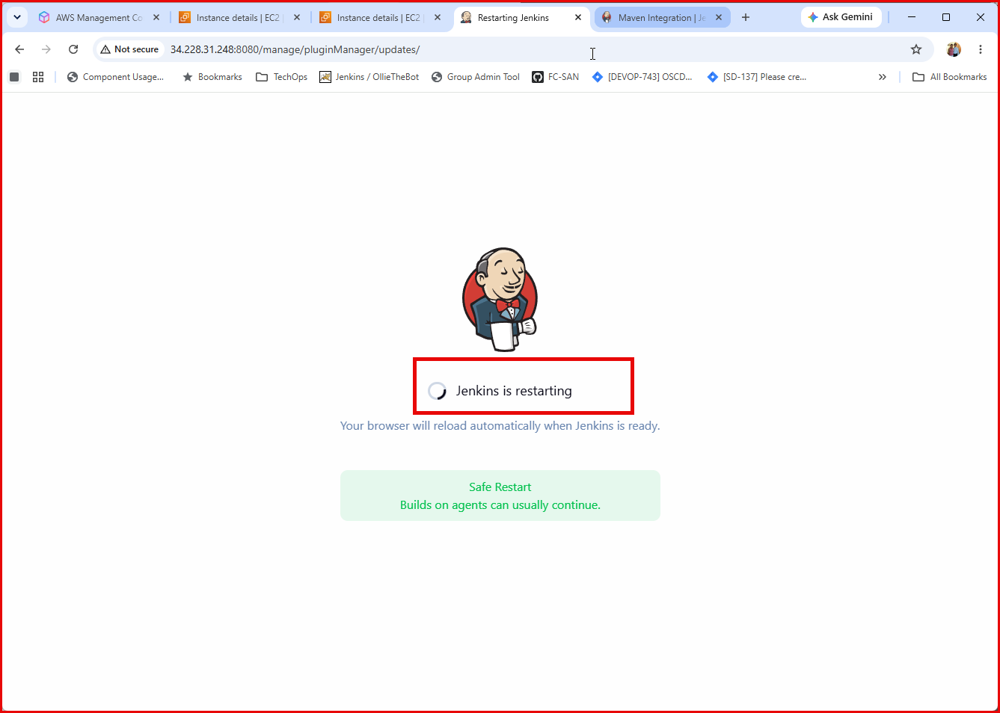 AWS Management Co
Instance details | EC2
Instance details | EC2
Restarting Jenkins
Maven Integration | Je
Ask Gemini
Not secure
34.228.31.248:8080/manage/pluginManager/updates/
Component Usage...
Bookmarks
TechOps
Jenkins / OllieTheBot
Group Admin Tool
FC-SAN
[DEVOP-743] OSCD...
[SD-137] Please cre...
All Bookmarks
Jenkins is restarting
Your browser will reload automatically when Jenkins is ready.
Safe Restart
Builds on agents can usually continue.